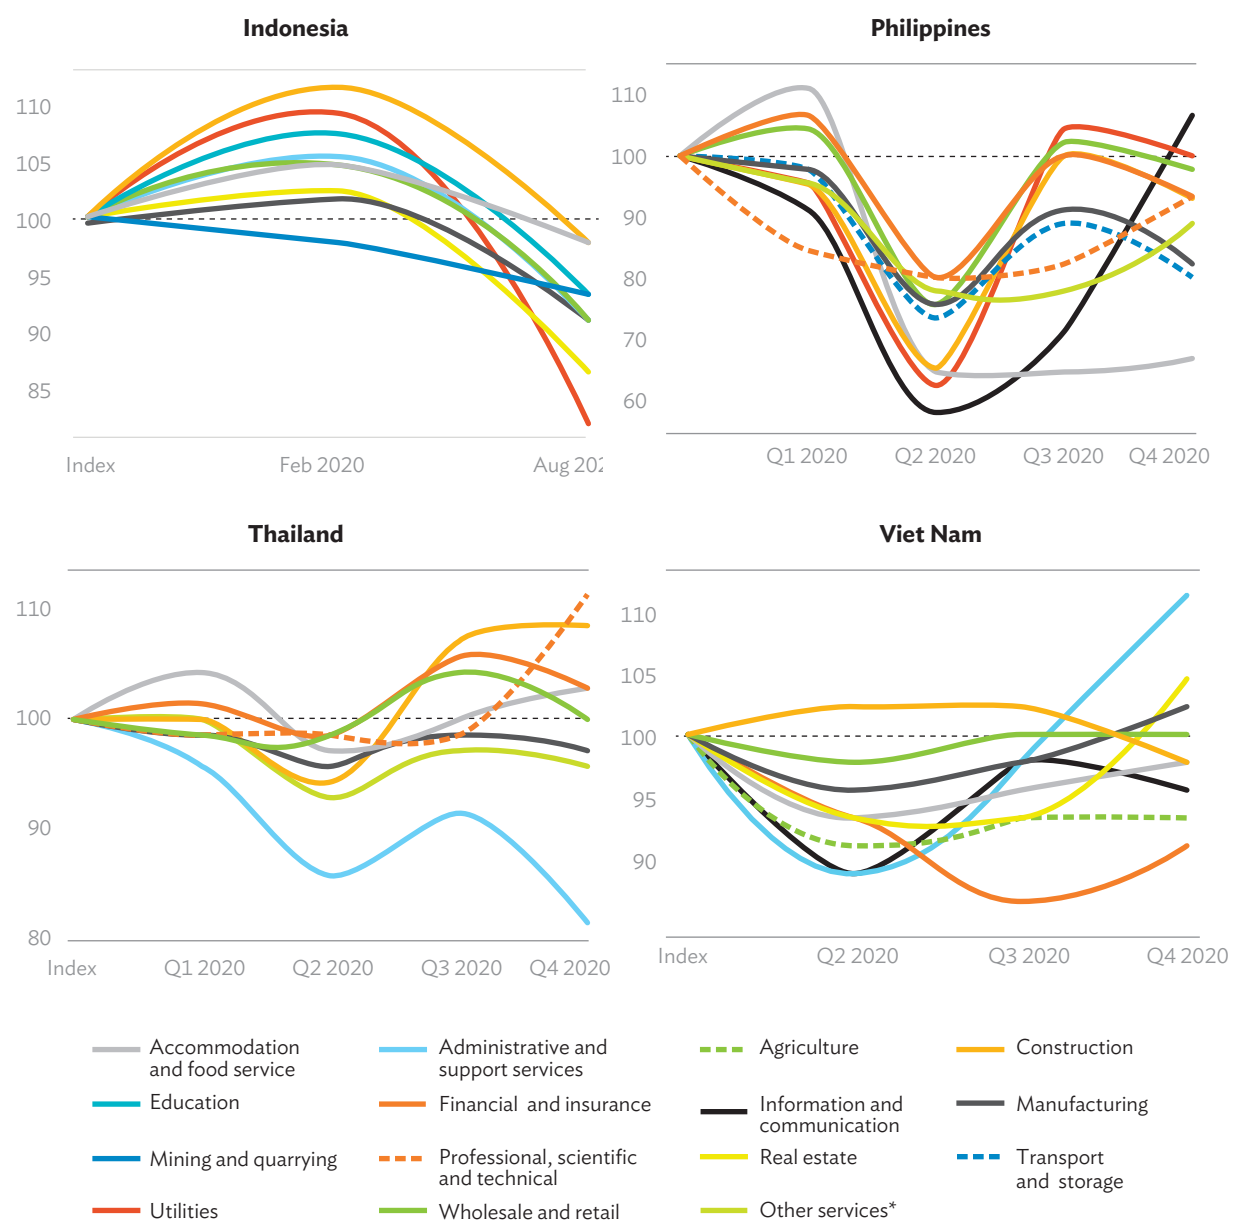 Indonesia
110
105
100
95
90
85
Index Feb 2020 Aug 202
Philippines
110
100
90
80
70
60
Q1 2020 Q2 2020 Q3 2020 Q4 2020
Thailand
110
100
90
80
Index Q1 2020 Q2 2020 Q3 2020 Q4 2020
Viet Nam
110
105
100
95
90
Index Q2 2020 Q3 2020 Q4 2020
Accommodation
and food service
Administrative and
support services
Agriculture
Construction
Education
Financial and insurance
Information and
communication
Manufacturing
Mining and quarrying
Professional, scientific
and technical
Real estate
Transport
and storage
Utilities
Wholesale and retail
Other services*